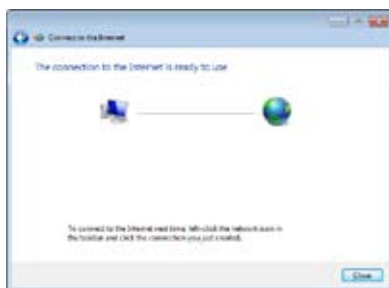 Connect to the Internet
The connection to the Internet is ready to use
To connect to the Internet next time, left-click the network icon in
the taskbar and click the connection you just created.
Close